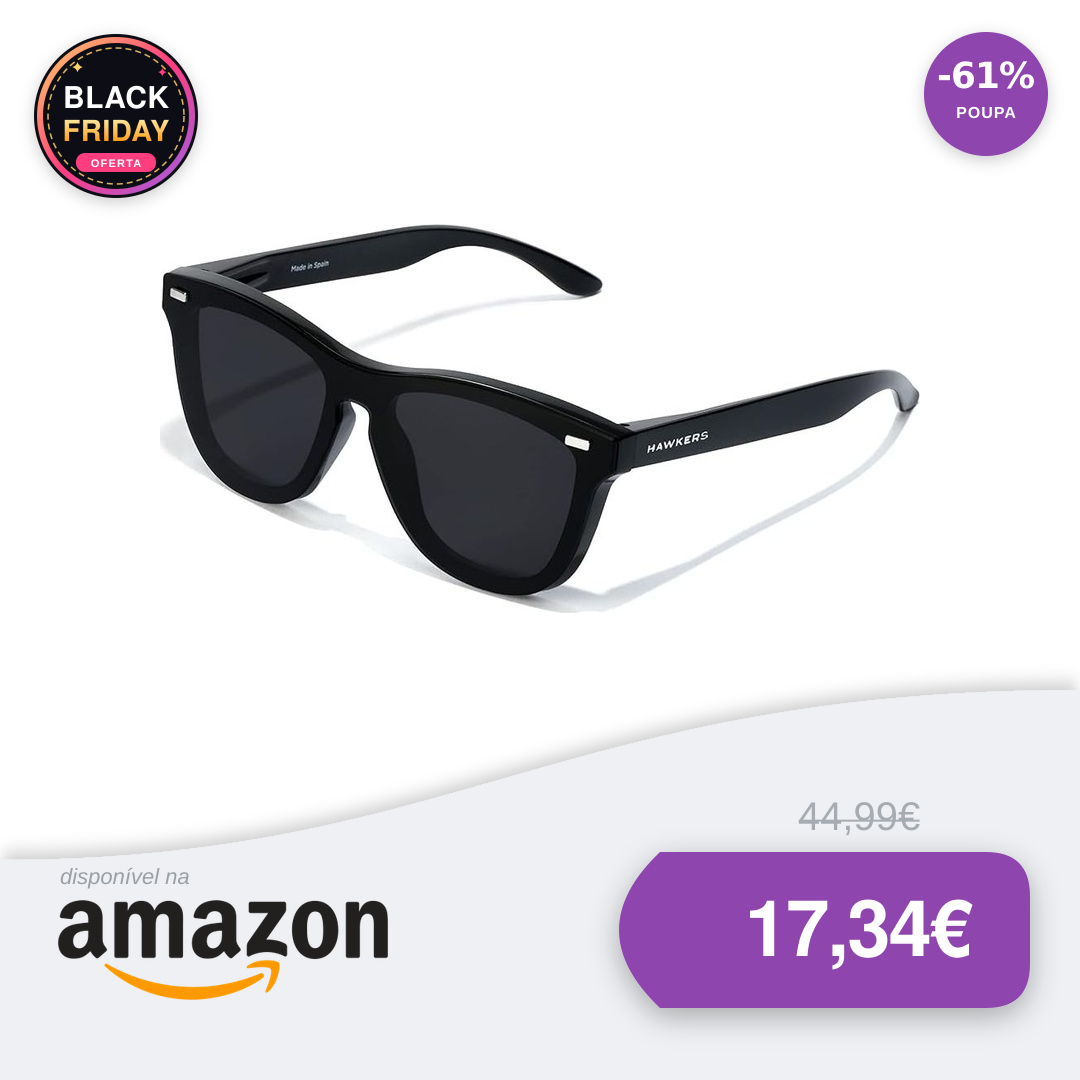 BLACK
FRIDAY
OFERTA
-61%
POUPA
Made in Spain
HAWKERS
44,99€
disponível na
amazon
17,34€